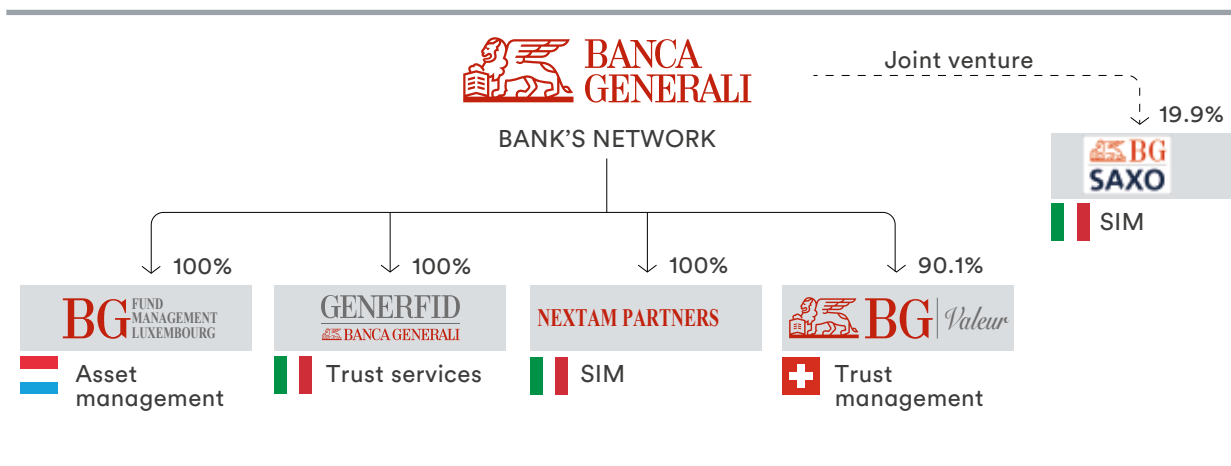 BANCA
GENERALI
Joint venture
19.9%
BANK'S NETWORK
BG
SAXO
SIM
100%
100%
100%
90.1%
BG FUND
MANAGEMENT
LUXEMBOURG
GENERFID
BANCA GENERALI
NEXTAM PARTNERS
BG Valeur
Asset
management
Trust services
SIM
Trust
management